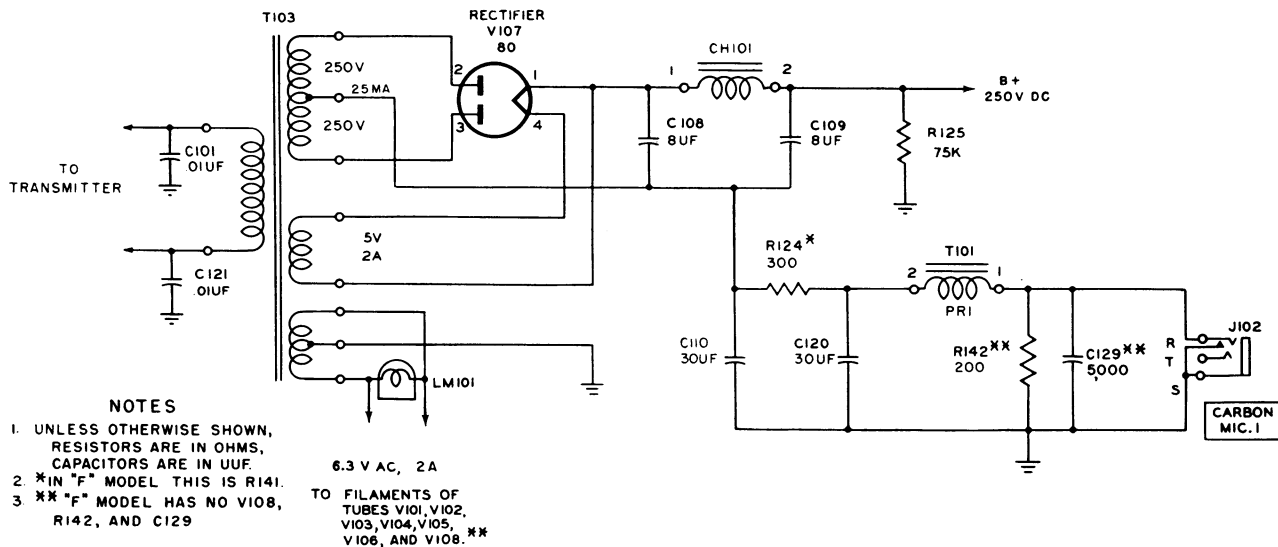 T103
RECTIFIER
V107
80
CH101
250V
25MA
250V
2
3
1
4
1
2
B+
250V DC
C108
8UF
C109
8UF
R125
75K
TO
TRANSMITTER
C101
.01UF
C121
.01UF
5V
2A
R124*
300
2
T101
1
PRI
C110
30UF
C120
30UF
R142**
200
C129**
5,000
J102
R
T
S
CARBON
MIC. 1
LM101
6.3 V AC, 2A
TO FILAMENTS OF
TUBES V101, V102,
V103, V104, V105,
V106, AND V108.**
NOTES
1. UNLESS OTHERWISE SHOWN,
RESISTORS ARE IN OHMS,
CAPACITORS ARE IN UUF.
2. *IN "F" MODEL THIS IS R141.
3. ** "F" MODEL HAS NO V108,
R142, AND C129